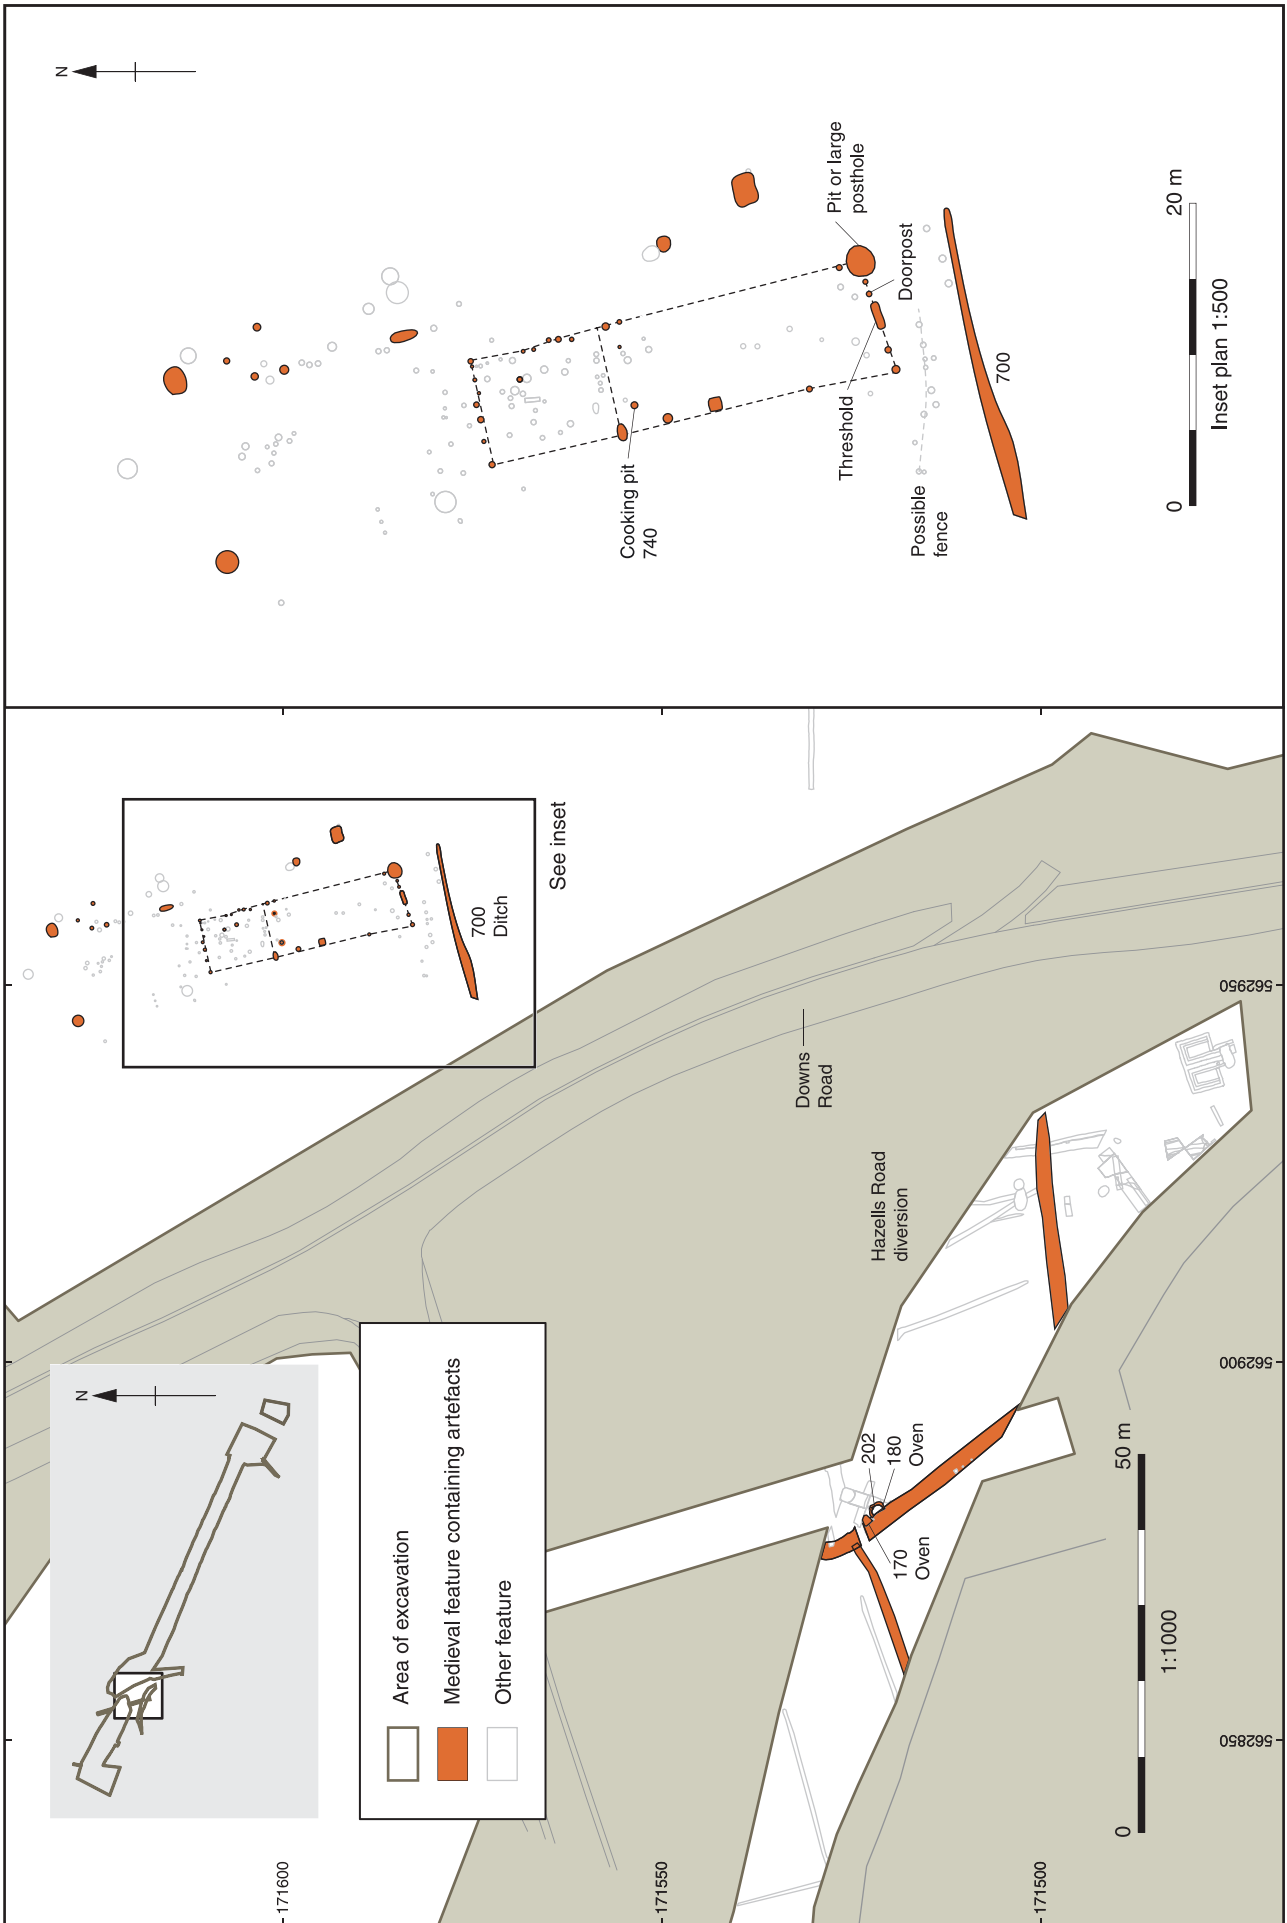 N
Area of excavation
Medieval feature containing artefacts
Other feature
171600
171550
171500
562850
562900
562950
See inset
700
Ditch
Downs
Road
Hazells Road
diversion
202
180
Oven
170
Oven
0
50 m
1:1000
N
Cooking pit
740
Threshold
Doorpost
Pit or large
posthole
Possible
fence
700
0
20 m
Inset plan 1:500